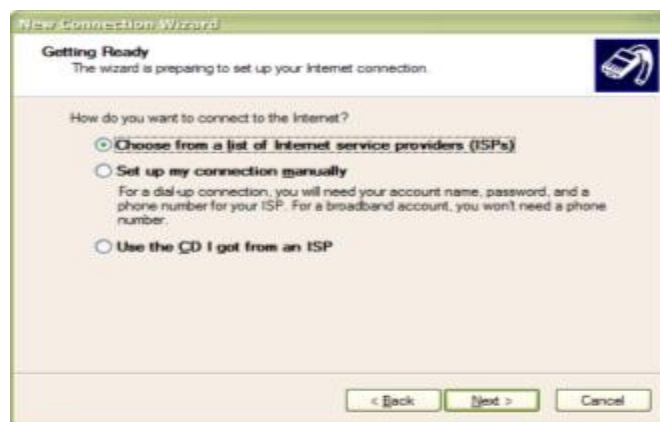 New Connection Wizard
Getting Ready
The wizard is preparing to set up your Internet connection.
How do you want to connect to the Internet?
Choose from a list of Internet service providers (ISPs)
Set up my connection manually
For a dial-up connection, you will need your account name, password, and a
phone number for your ISP. For a broadband account, you won't need a phone
number.
Use the CD I got from an ISP
< Back
Next >
Cancel